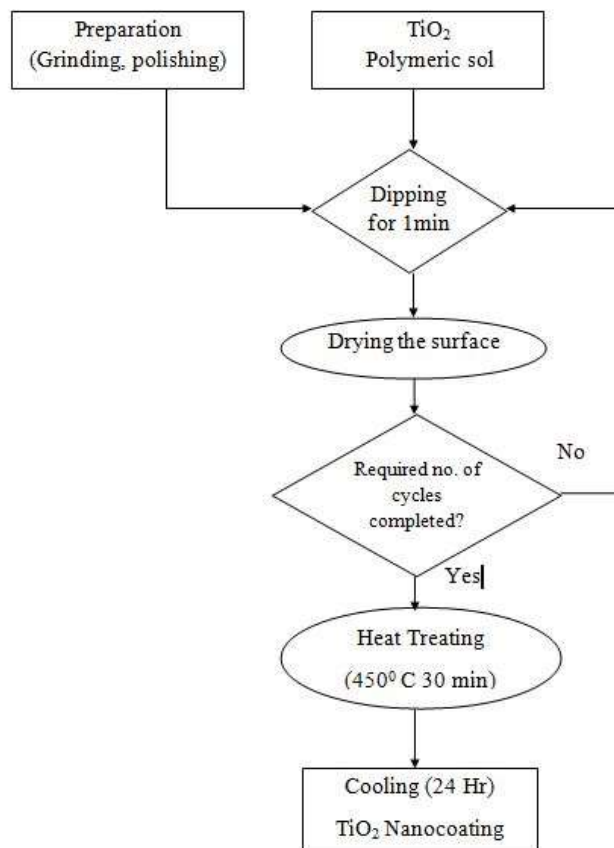 Preparation
(Grinding, polishing)
TiO₂
Polymeric sol
Dipping
for 1min
Drying the surface
Required no. of
cycles
completed?
No
Yes
Heat Treating
(450⁰ C 30 min)
Cooling (24 Hr)
TiO₂ Nanocoating